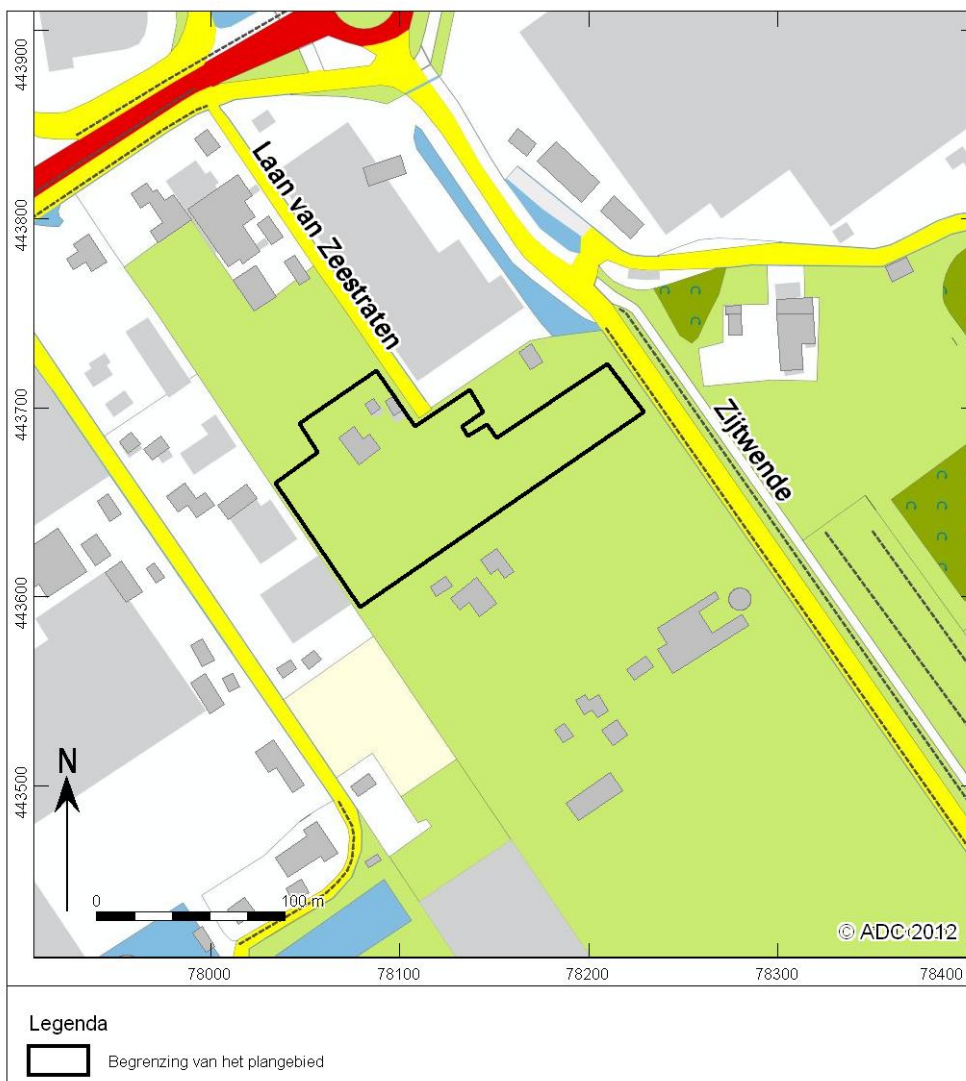 443900
443800
443700
443600
443500
Laan van Zeestraten
Zijtwende
N
0 100 m
© ADC 2012
78000 78100 78200 78300 78400
Legenda
Begrenzing van het plangebied